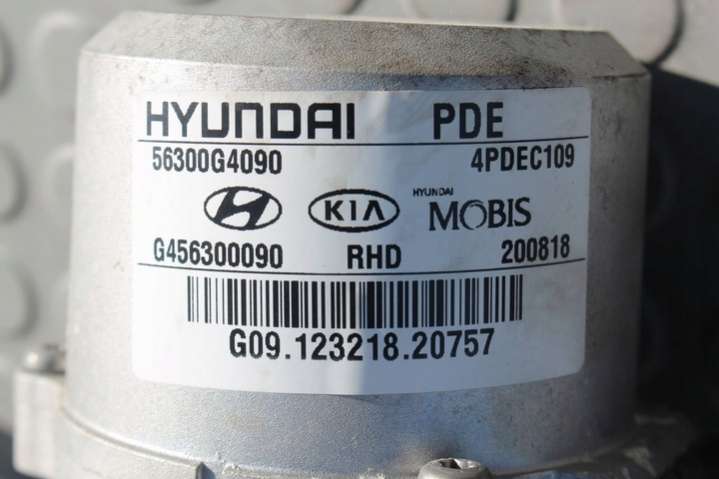 HYUNDAI PDE
56300G4090 4PDEC109
KIA HYUNDAI MOBIS
G456300090 RHD 200818
G09.123218.20757